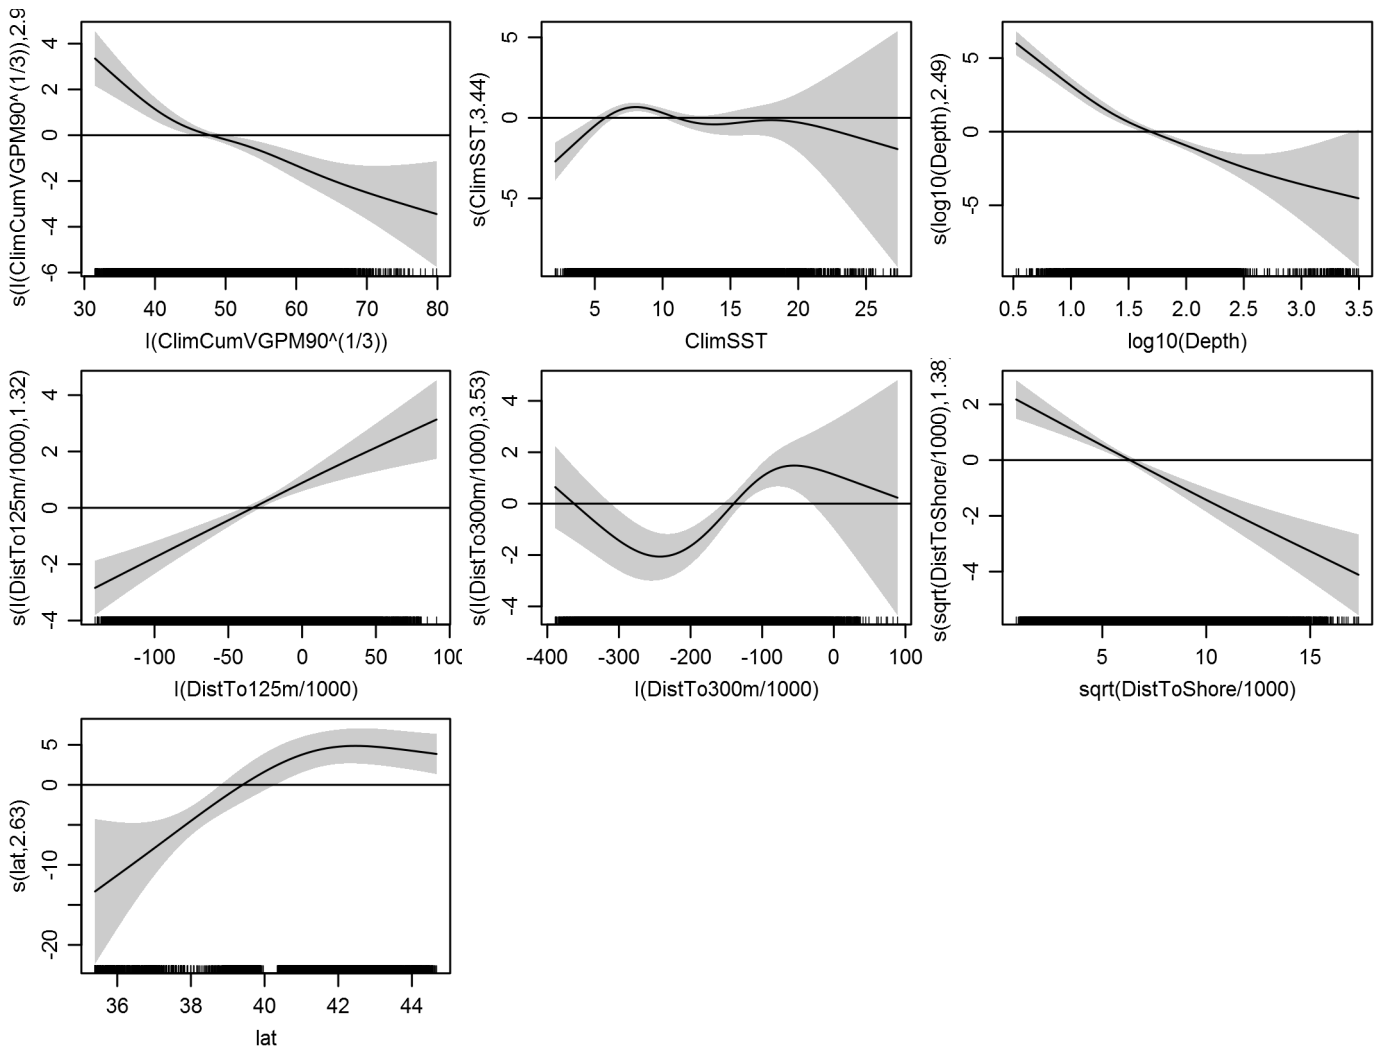 s(I(ClimCumVGPM90^(1/3)),2.9
4
2
0
-2
-4
-6
30 40 50 60 70 80
I(ClimCumVGPM90^(1/3))
s(ClimSST,3.44)
5
0
-5
5 10 15 20 25
ClimSST
s(log10(Depth),2.49)
5
0
-5
0.5 1.0 1.5 2.0 2.5 3.0 3.5
log10(Depth)
s(I(DistTo125m/1000),1.32)
4
2
0
-2
-4
-100 -50 0 50 100
I(DistTo125m/1000)
s(I(DistTo300m/1000),3.53)
4
2
0
-2
-4
-400 -300 -200 -100 0 100
I(DistTo300m/1000)
s(sqrt(DistToShore/1000),1.38)
2
0
-2
-4
5 10 15
sqrt(DistToShore/1000)
s(lat,2.63)
5
0
-10
-20
36 38 40 42 44
lat